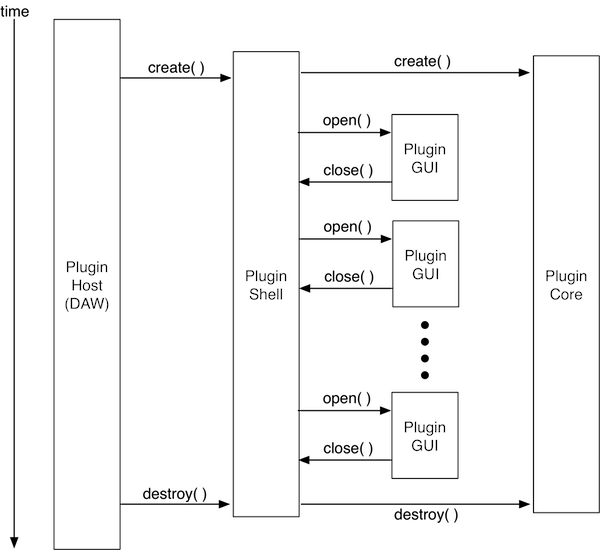 time
create( )
create( )
open( )
Plugin
GUI
close( )
open( )
Plugin
GUI
close( )
Plugin
Host
(DAW)
Plugin
Shell
Plugin
Core
open( )
Plugin
GUI
close( )
destroy( )
destroy( )